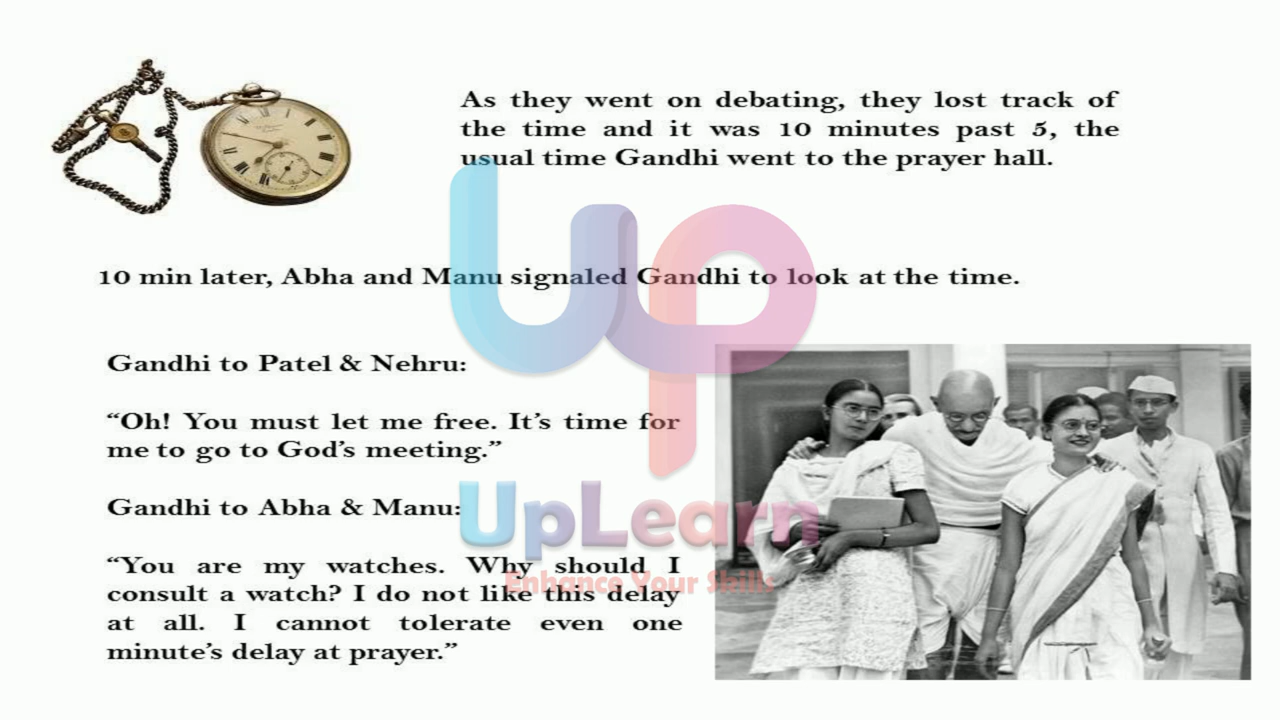 As they went on debating, they lost track of
the time and it was 10 minutes past 5, the
usual time Gandhi went to the prayer hall.
10 min later, Abha and Manu signaled Gandhi to look at the time.
Gandhi to Patel & Nehru:
“Oh! You must let me free. It’s time for
me to go to God’s meeting.”
Gandhi to Abha & Manu:
“You are my watches. Why should I
consult a watch? I do not like this delay
at all. I cannot tolerate even one
minute’s delay at prayer.”
up
UpLearn
Enhance Your Skills